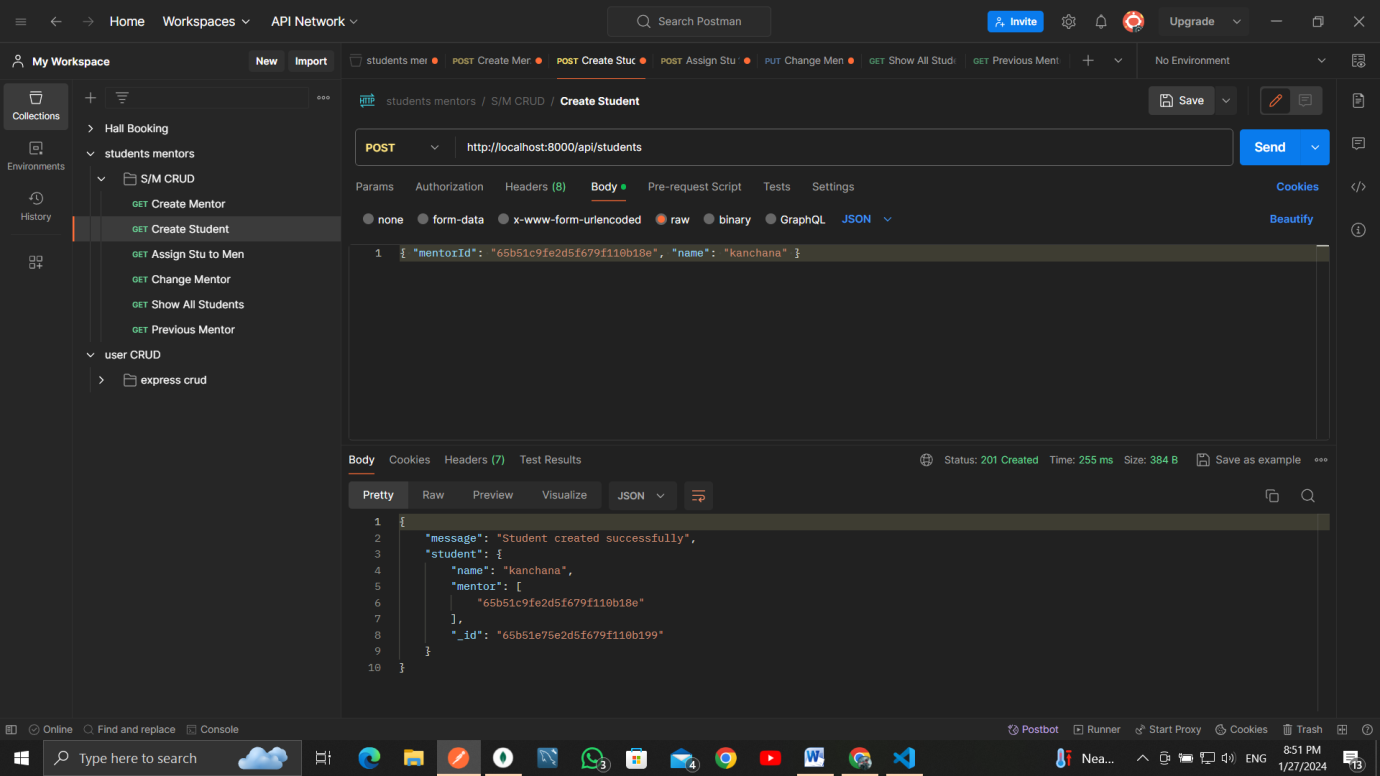 Home Workspaces API Network Search Postman Invite Upgrade
My Workspace New Import students mer POST Create Mer POST Create Stuc POST Assign Stu PUT Change Men GET Show All Stud GET Previous Ment No Environment
Collections
Environments
History
Hall Booking
students mentors
S/M CRUD
GET Create Mentor
GET Create Student
GET Assign Stu to Men
GET Change Mentor
GET Show All Students
GET Previous Mentor
user CRUD
express crud
HTTP students mentors / S/M CRUD / Create Student Save
POST http://localhost:8000/api/students Send
Params Authorization Headers (8) Body Pre-request Script Tests Settings Cookies
none form-data x-www-form-urlencoded raw binary GraphQL JSON Beautify
1 { "mentorId": "65b51c9fe2d5f679f110b18e", "name": "kanchana" }
Body Cookies Headers (7) Test Results Status: 201 Created Time: 255 ms Size: 384 B Save as example
Pretty Raw Preview Visualize JSON
1 {
2 "message": "Student created successfully",
3 "student": {
4 "name": "kanchana",
5 "mentor": [
6 "65b51c9fe2d5f679f110b18e"
7 ],
8 "_id": "65b51e75e2d5f679f110b199"
9 }
10 }
Online Find and replace Console Postbot Runner Start Proxy Cookies Trash
Type here to search 3 4 Nea... ENG 8:51 PM 13
1/27/2024